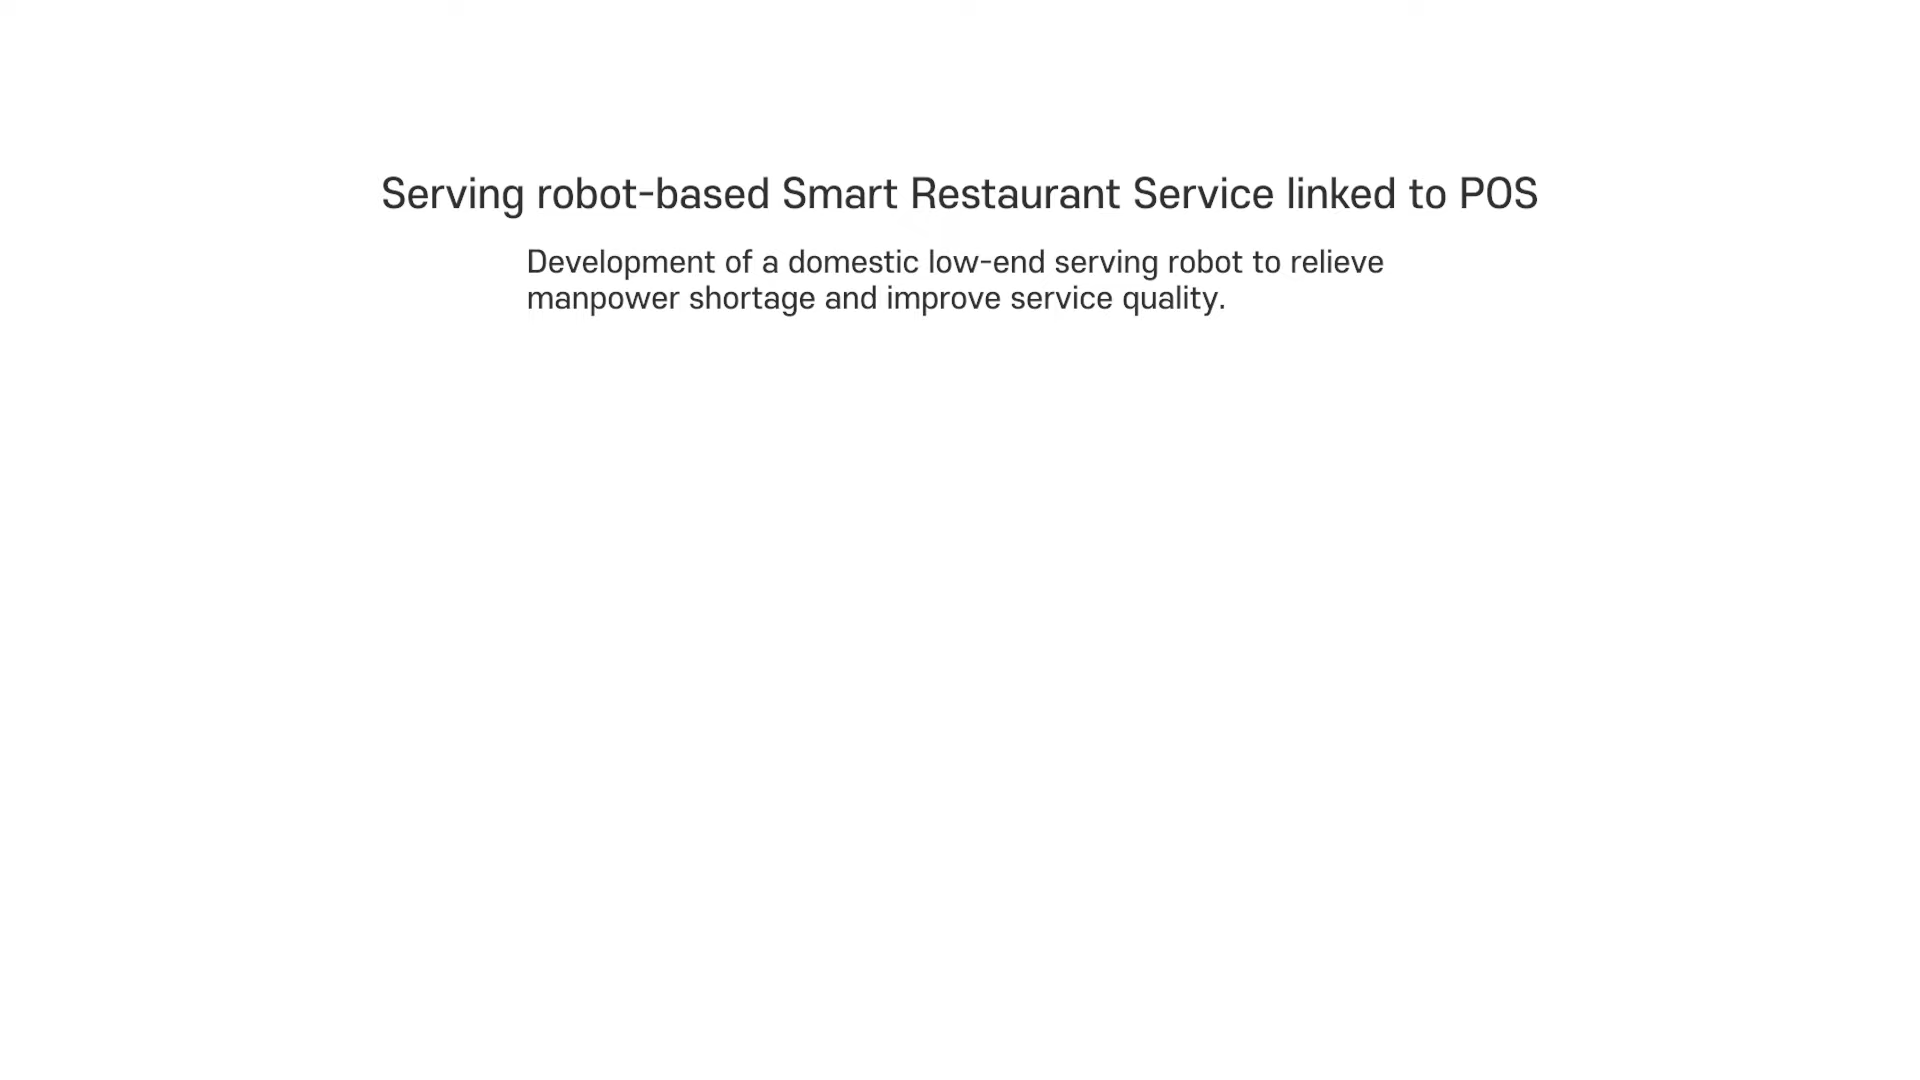 Serving robot-based Smart Restaurant Service linked to POS
Development of a domestic low-end serving robot to relieve
manpower shortage and improve service quality.